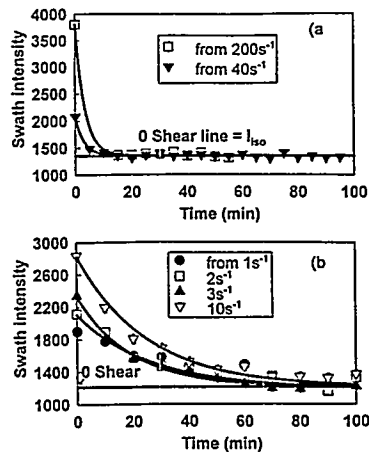 (a
4000
3500
3000
2500
2000
1500
1000
Swath intensity
from 200s⁻¹
from 40s⁻¹
0 Shear line = I_iso
0 20 40 60 80 100
Time (min)
(b
3000
2600
2200
1800
1400
1000
Swath intensity
from 1s⁻¹
2s⁻¹
3s⁻¹
10s⁻¹
0 Shear
0 20 40 60 80 100
Time (min)